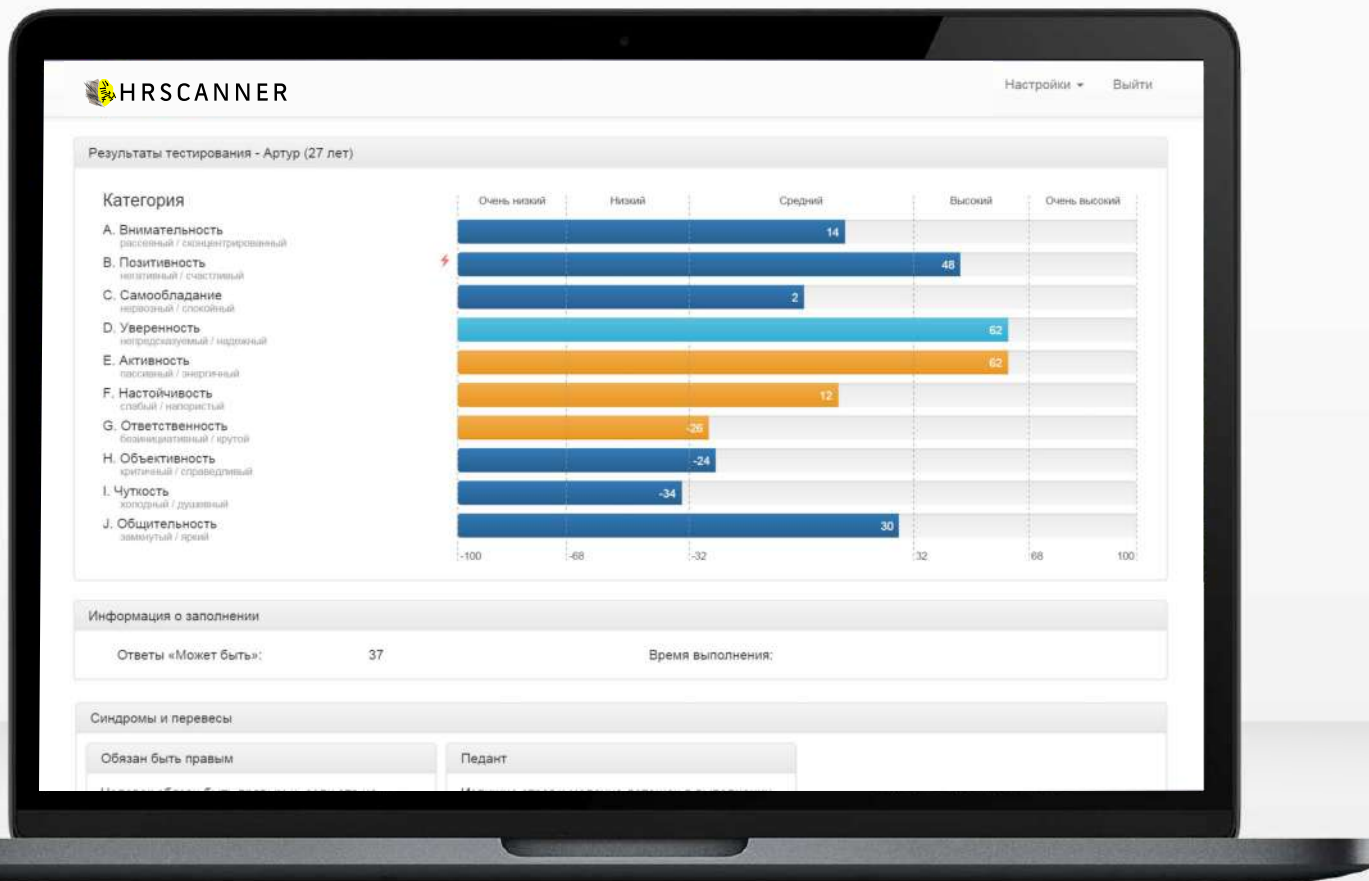 HRSCANNER
Настройки
Выйти
Результаты тестирования - Артур (27 лет)
Категория
Очень низкий
Низкий
Средний
Высокий
Очень высокий
A. Внимательность
14
рассеянный / сконцентрированный
B. Позитивность
48
негативный / счастливый
C. Самообладание
2
нервозный / спокойный
D. Уверенность
62
непредсказуемый / надежный
E. Активность
62
пассивный / энергичный
F. Настойчивость
12
слабый / напористый
G. Ответственность
-26
безинициативный / крутой
H. Объективность
-24
критичный / справедливый
I. Чуткость
-34
холодный / душевный
J. Общительность
30
замкнутый / яркий
-100
-68
-32
32
68
100
Информация о заполнении
Ответы «Может быть»:
37
Время выполнения:
Синдромы и перевесы
Обязан быть правым
Педант